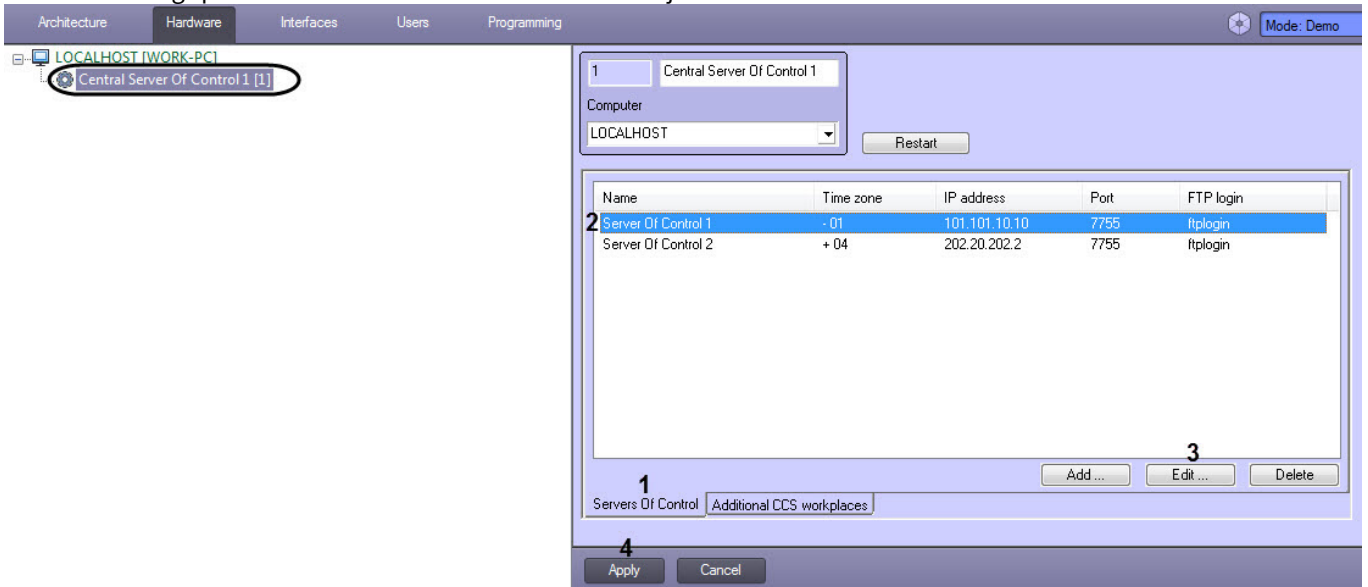 Architecture Hardware Interfaces Users Programming Mode: Demo
LOCALHOST [WORK-PC]
Central Server Of Control 1 [1]
1 Central Server Of Control 1
Computer
LOCALHOST
Restart
Name Time zone IP address Port FTP login
2 Server Of Control 1 - 01 101.101.10.10 7755 ftplogin
Server Of Control 2 + 04 202.20.202.2 7755 ftplogin
3
Add ... Edit ... Delete
1
Servers Of Control Additional CCS workplaces
4
Apply Cancel